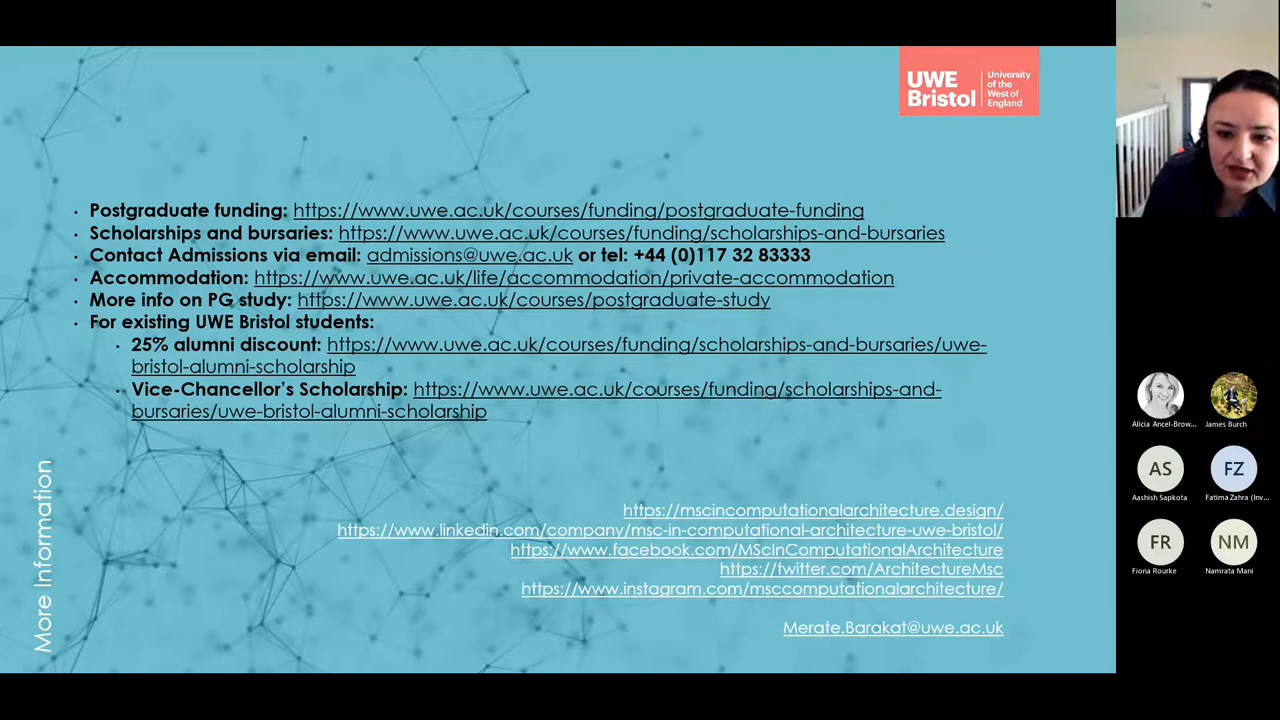 UWE
Bristol
University
of the
West of
England
• Postgraduate funding: https://www.uwe.ac.uk/courses/funding/postgraduate-funding
• Scholarships and bursaries: https://www.uwe.ac.uk/courses/funding/scholarships-and-bursaries
• Contact Admissions via email: admissions@uwe.ac.uk or tel: +44 (0)117 32 83333
• Accommodation: https://www.uwe.ac.uk/life/accommodation/private-accommodation
• More info on PG study: https://www.uwe.ac.uk/courses/postgraduate-study
• For existing UWE Bristol students:
• 25% alumni discount: https://www.uwe.ac.uk/courses/funding/scholarships-and-bursaries/uwe-
bristol-alumni-scholarship
• Vice-Chancellor's Scholarship: https://www.uwe.ac.uk/courses/funding/scholarships-and-
bursaries/uwe-bristol-alumni-scholarship
More Information
https://mscincomputationalarchitecture.design/
https://www.linkedin.com/company/msc-in-computational-architecture-uwe-bristol/
https://www.facebook.com/MScInComputationalArchitecture
https://twitter.com/ArchitectureMsc
https://www.instagram.com/msccomputationalarchitecture/
Merate.Barakat@uwe.ac.uk
Alicia Ancel-Brow...
James Burch
AS
Aashish Sapkota
FZ
Fatima Zahra (Inv...
FR
Fiona Rourke
NM
Namrata Mani